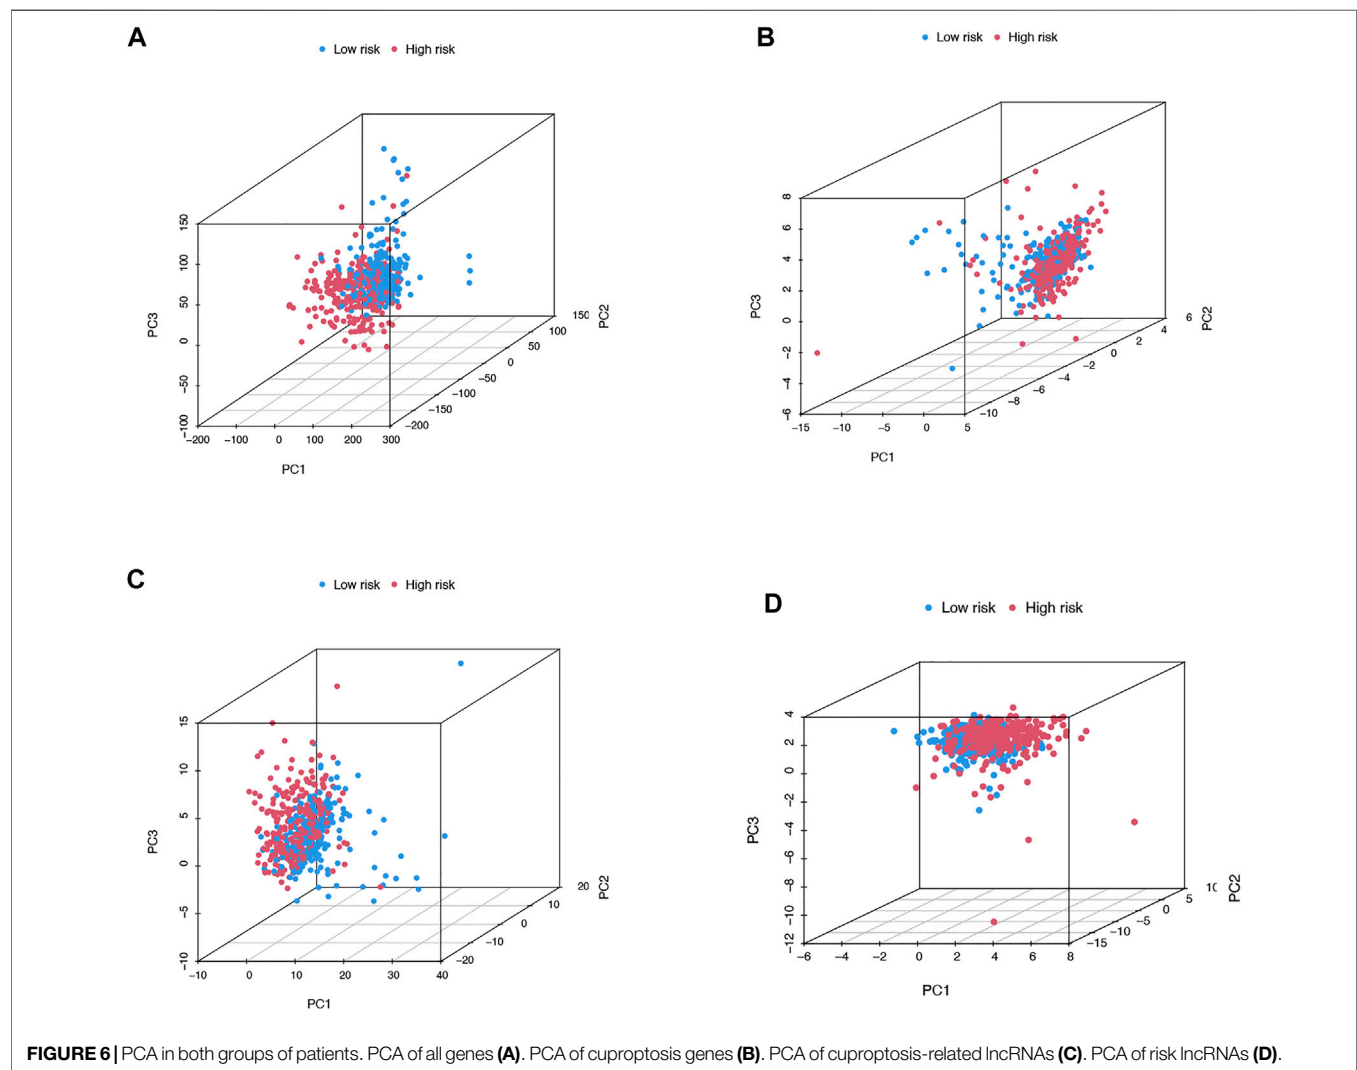 A
Low risk High risk
150
100
50
0
−50
−100
PC3
−200 −100 0 100 200 300
PC1
−200
−150
−100
−50
0
50
100
150
PC2
B
Low risk High risk
8
6
4
2
0
−2
−4
−6
PC3
−15 −10 −5 0 5
PC1
−10
−8
−6
−4
−2
0
2
4
6
PC2
C
Low risk High risk
15
10
5
0
−5
−10
PC3
−10 0 10 20 30 40
PC1
−20
−10
0
10
20
PC2
D
Low risk High risk
4
2
0
−2
−4
−6
−8
−10
−12
PC3
−6 −4 −2 0 2 4 6 8
PC1
−15
−10
−5
0
5
PC2
FIGURE 6 | PCA in both groups of patients. PCA of all genes (A). PCA of cuproptosis genes (B). PCA of cuproptosis-related lncRNAs (C). PCA of risk lncRNAs (D).